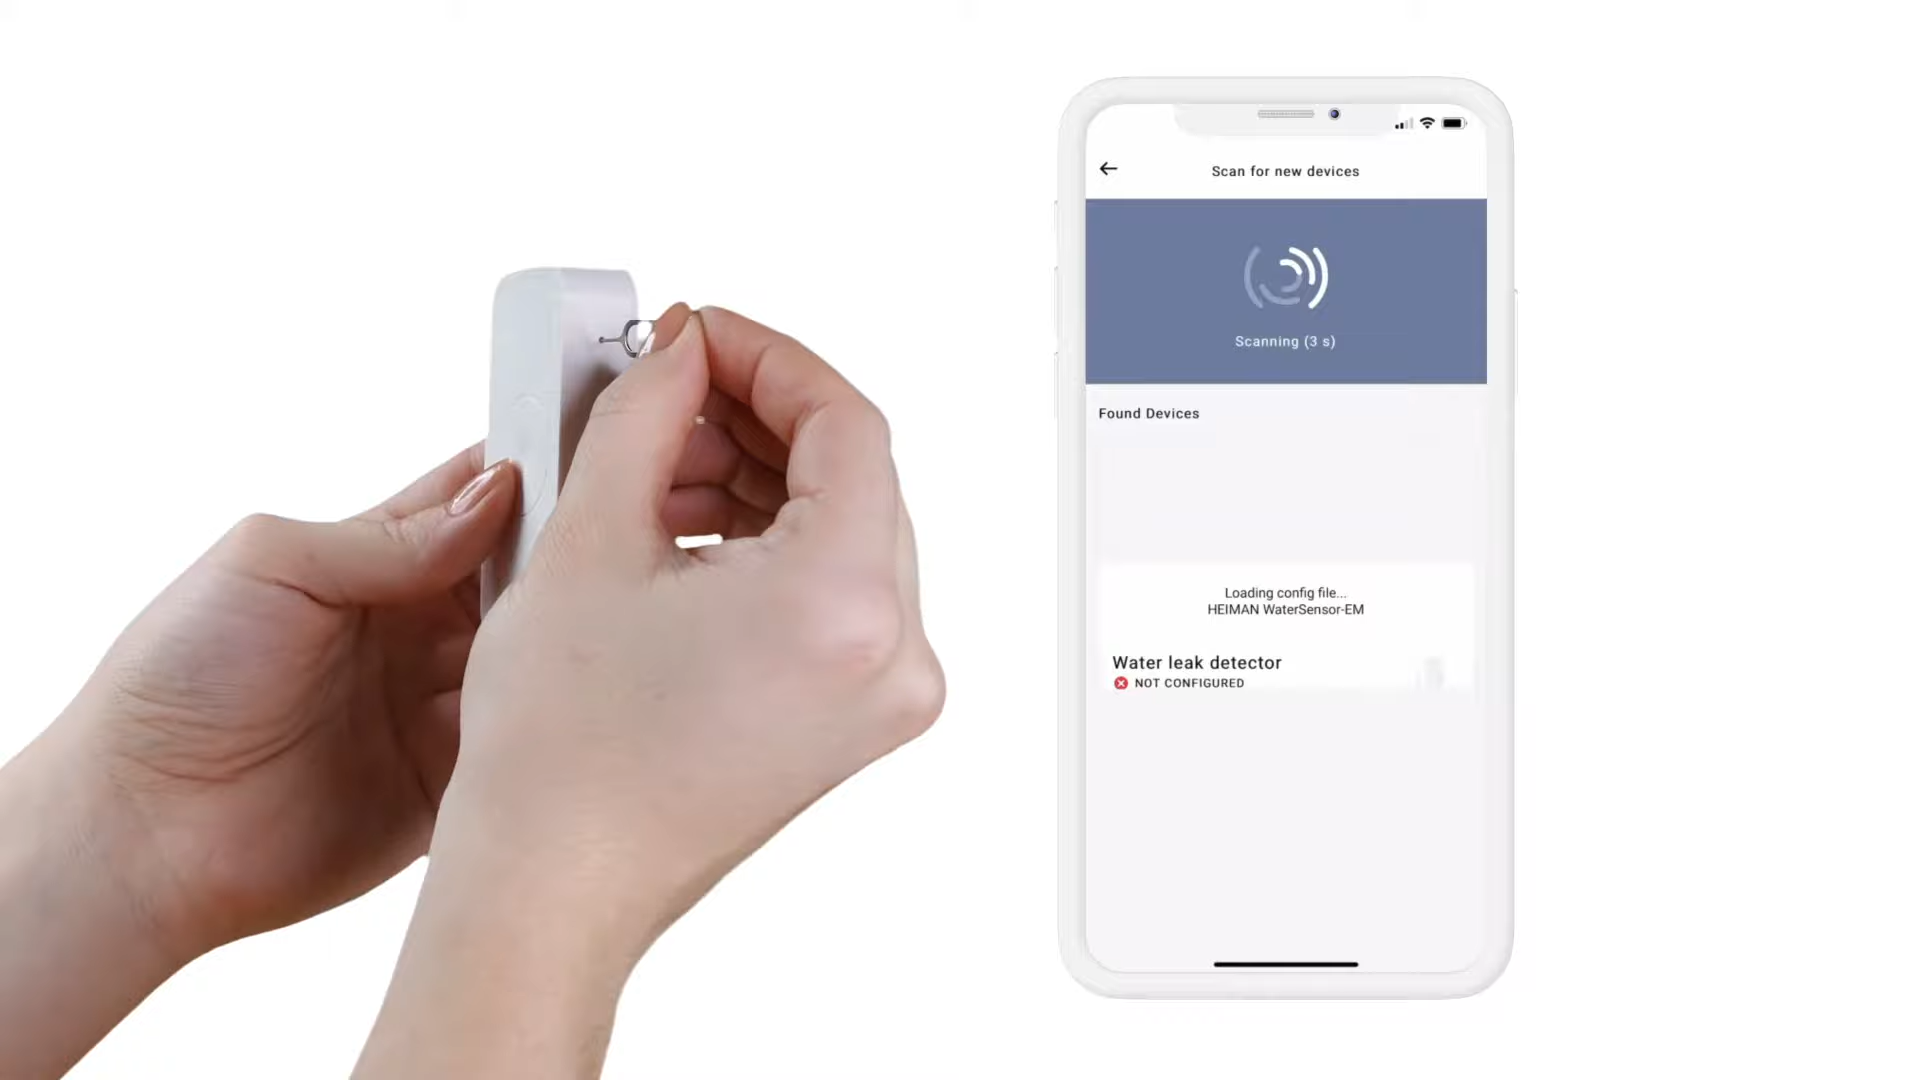 Scan for new devices
Scanning (3 s)
Found Devices
Loading config file...
HEIMAN WaterSensor-EM
Water leak detector
NOT CONFIGURED